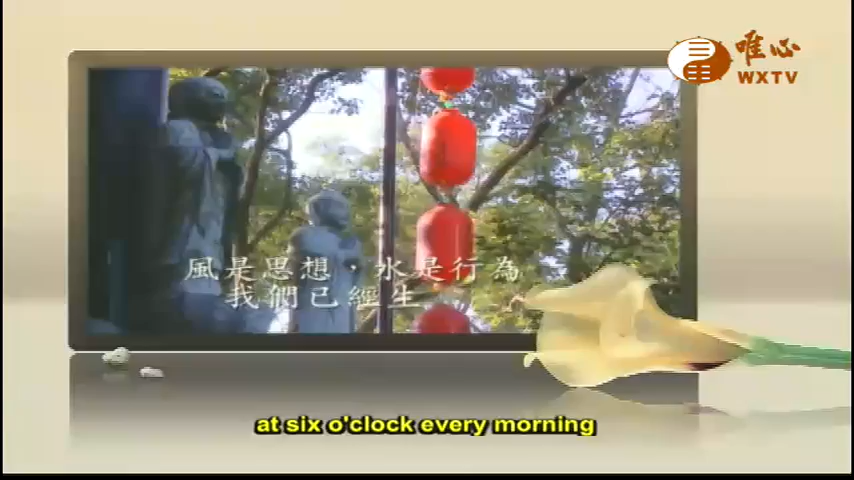 唯心
WXTV
風是思想，水是行為
我們已經生
at six o'clock every morning